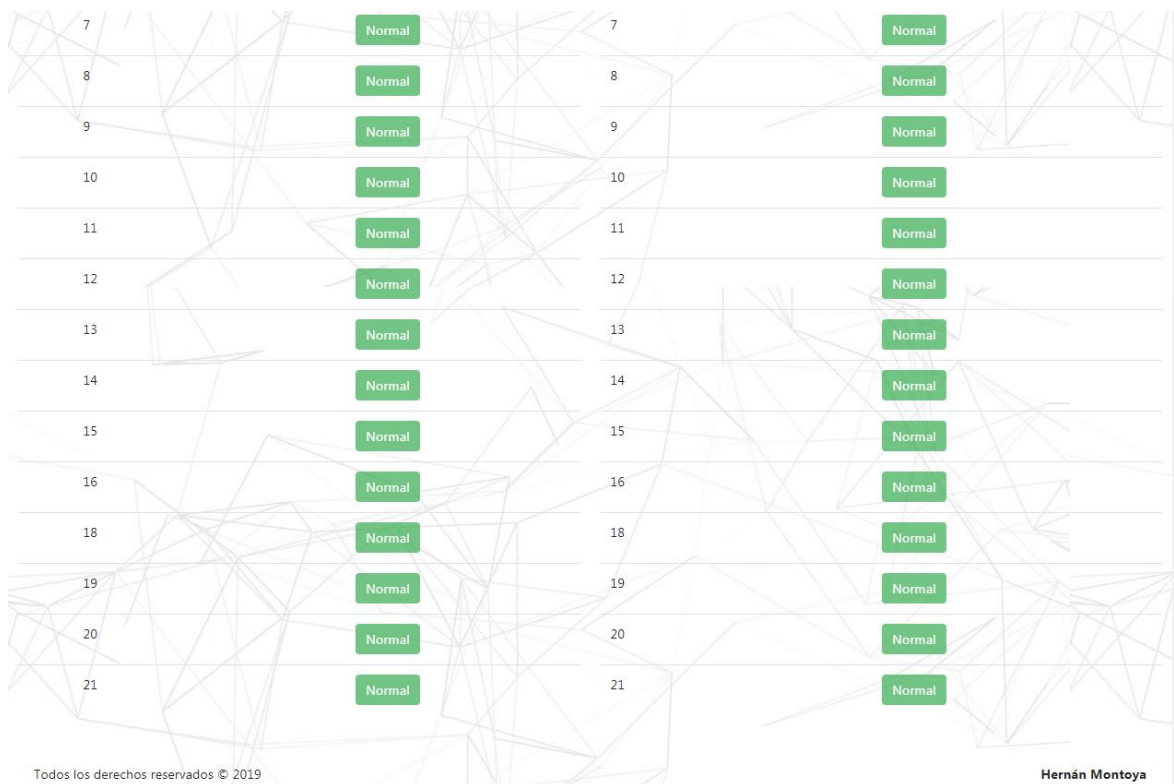 7 Normal 7 Normal
8 Normal 8 Normal
9 Normal 9 Normal
10 Normal 10 Normal
11 Normal 11 Normal
12 Normal 12 Normal
13 Normal 13 Normal
14 Normal 14 Normal
15 Normal 15 Normal
16 Normal 16 Normal
18 Normal 18 Normal
19 Normal 19 Normal
20 Normal 20 Normal
21 Normal 21 Normal
Todos los derechos reservados © 2019 Hernán Montoya